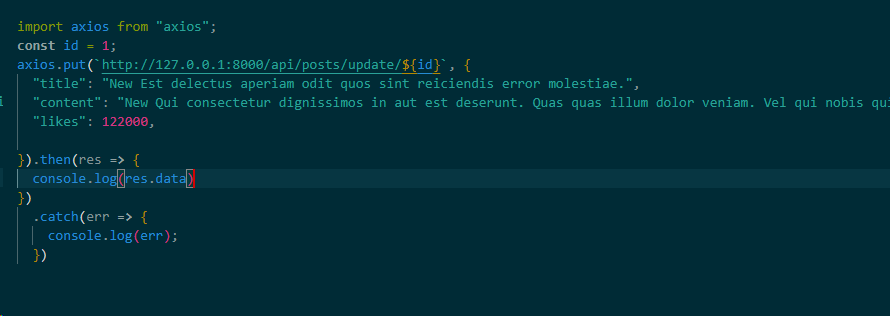 import axios from "axios";
const id = 1;
axios.put(`http://127.0.0.1:8000/api/posts/update/${id}`, {
"title": "New Est delectus aperiam odit quos sint reiciendis error molestiae.",
"content": "New Qui consectetur dignissimos in aut est deserunt. Quas quas illum dolor veniam. Vel qui nobis qui
"likes": 122000,
}).then(res => {
console.log(res.data)
})
.catch(err => {
console.log(err);
})